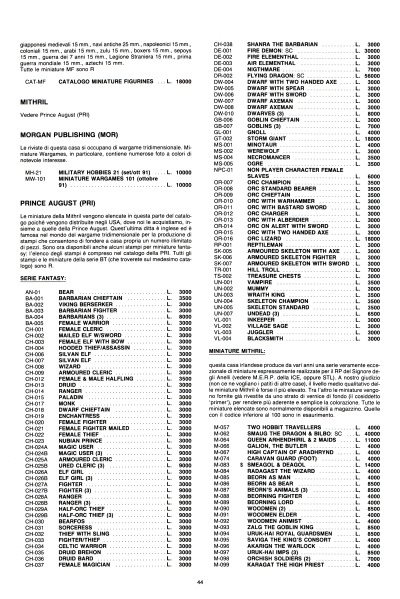 giapponesi medievali 15 mm., navi antiche 25 mm., napoleonici 15 mm.,
coloniali 15 mm., arabi 15 mm., zulu 15 mm., boxers 15 mm., sepoys
15 mm., guerra dei 7 anni 15 mm., Legione Straniera 15 mm., prima
guerra mondiale 15 mm., aztechi 15 mm.
Tutte le miniature MF sono R
CAT-MF CATALOGO MINIATURE FIGURINES . . . L. 18000
MITHRIL
Vedere Prince August (PRI)
MORGAN PUBLISHING (MOR)
Le riviste di questa casa si occupano di wargame tridimensionali. Mi-
niature Wargames, in particolare, contiene numerose foto a colori di
notevole interesse.
MH-21 MILITARY HOBBIES 21 (set/ott 91) . . . L. 10000
MW-101 MINIATURE WARGAMES 101 (ottobre
91) . . . L. 10000
PRINCE AUGUST (PRI)
Le miniature della Mithril vengono elencate in questa parte del catalo-
go poiché vengono distribuite negli USA, dove noi le acquistiamo, in-
sieme a quelle della Prince August. Quest'ultima ditta è inglese ed è
famosa nel mondo del wargame tridimensionale per la produzione di
stampi che consentono di fondere a casa propria un numero illimitato
di pezzi. Sono ora disponibili anche alcuni stampi per miniature fanta-
sy: l'elenco degli stampi è compreso nel catalogo della PRI. Tutti gli
stampi e le miniature della serie BT (che troverete sul medesimo cata-
logo) sono R.
SERIE FANTASY:
AN-01 BEAR . . . L. 3000
BA-001 BARBARIAN CHIEFTAIN . . . L. 3500
BA-002 VIKING BERSERKER . . . L. 3000
BA-003 BARBARIAN FIGHTER . . . L. 3000
BA-004 BARBARIANS (3) . . . L. 8000
BA-005 FEMALE WARRIOR . . . L. 3000
CH-001 FEMALE CLERIC . . . L. 3000
CH-002 MAILED ELF W/SWORD . . . L. 3000
CH-003 FEMALE ELF WITH BOW . . . L. 3000
CH-004 HOODED THIEF/ASSASSIN . . . L. 3000
CH-006 SILVAN ELF . . . L. 3000
CH-007 SILVAN ELF . . . L. 3000
CH-008 WIZARD . . . L. 3000
CH-009 ARMOURED CLERIC . . . L. 3000
CH-012 FEMALE & MALE HALFLING . . . L. 3500
CH-013 DRUID . . . L. 3000
CH-014 RANGER . . . L. 3000
CH-015 PALADIN . . . L. 3000
CH-017 MONK . . . L. 3000
CH-018 DWARF CHIEFTAIN . . . L. 3000
CH-019 ENCHANTRESS . . . L. 3000
CH-020 FEMALE FIGHTER . . . L. 3000
CH-021 FEMALE FIGHTER MAILED . . . L. 3000
CH-022 FEMALE THIEF . . . L. 3000
CH-023 NUBIAN PRINCE . . . L. 3000
CH-024A MAGIC USER . . . L. 3000
CH-024B MAGIC USER (3) . . . L. 9000
CH-025A ARMOURED CLERIC . . . L. 3000
CH-025B URED CLERIC (3) . . . L. 9000
CH-026A ELF GIRL . . . L. 3000
CH-026B ELF GIRL (3) . . . L. 9000
CH-027A FIGHTER . . . L. 3000
CH-027B FIGHTER (3) . . . L. 9000
CH-028A RANGER . . . L. 3000
CH-028B RANGER (3) . . . L. 9000
CH-029A HALF-ORC THIEF . . . L. 3000
CH-029B HALF-ORC THIEF (3) . . . L. 9000
CH-030 BEARFOS . . . L. 3000
CH-031 SORCERESS . . . L. 3000
CH-032 THIEF WITH SLING . . . L. 3000
CH-033 FIGHTER/THIEF . . . L. 3000
CH-034 CELTIC WARRIOR . . . L. 3000
CH-035 DRUID BREHON . . . L. 3000
CH-036 DRUID BARD . . . L. 3000
CH-037 FEMALE MAGICIAN . . . L. 3000
CH-038 SHANRA THE BARBARIAN . . . L. 3000
DE-001 FIRE DEMON: SC . . . L. 30000
DE-002 FIRE ELEMENTHAL . . . L. 3000
DE-003 AIR ELEMENTHAL . . . L. 3000
DE-004 NIGTHMARE . . . L. 7000
DR-002 FLYING DRAGON: SC . . . L. 56000
DW-004 DWARF WITH TWO HANDED AXE . . . L. 3000
DW-005 DWARF WITH SPEAR . . . L. 3000
DW-006 DWARF WITH SWORD . . . L. 3000
DW-007 DWARF AXEMAN . . . L. 3000
DW-008 DWARF AXEMAN . . . L. 3000
DW-010 DWARVES (3) . . . L. 8000
GB-006 GOBLIN CHIEFTAIN . . . L. 3000
GB-007 GOBLINS (3) . . . L. 7000
GL-001 GNOLL . . . L. 4000
GT-002 STORM GIANT . . . L. 18000
MS-001 MINOTAUR . . . L. 4000
MS-002 WEREWOLF . . . L. 3000
MS-004 NECROMANCER . . . L. 3500
MS-005 OGRE . . . L. 3500
NPC-01 NON PLAYER CHARACTER FEMALE
SLAVES . . . L. 6000
OR-007 ORC CHAMPION . . . L. 3500
OR-008 ORC STANDARD BEARER . . . L. 3500
OR-009 ORC CHIEFTAIN . . . L. 3500
OR-010 ORC WITH WARHAMMER . . . L. 3000
OR-011 ORC WITH BASTARD SWORD . . . L. 3000
OR-012 ORC CHARGER . . . L. 3000
OR-013 ORC WITH ALBERDIER . . . L. 3000
OR-014 ORC ON ALERT WITH SWORD . . . L. 3000
OR-015 ORC WITH TWO HANDED AXE . . . L. 3000
OR-016 ORC LIZARD . . . L. 18000
RP-001 REPTILEMAN . . . L. 3000
SK-005 ARMOURED SKELETON WITH AXE . . . L. 3000
SK-006 ARMOURED SKELETON FIGHTER . . . L. 3000
SK-007 ARMOURED SKELETON WITH SWORD . . . L. 3000
TR-001 HILL TROLL . . . L. 7000
TS-002 TREASURE CHESTS . . . L. 3000
UN-001 VAMPIRE . . . L. 3500
UN-002 MUMMY . . . L. 3000
UN-003 WRAITH KING . . . L. 3500
UN-004 SKELETON CHAMPION . . . L. 3500
UN-005 SKELETON STANDARD . . . L. 3500
UN-007 UNDEAD (3) . . . L. 8500
VL-001 INKEEPER . . . L. 3000
VL-002 VILLAGE SAGE . . . L. 3000
VL-003 JUGGLER . . . L. 3000
VL-004 BLACKSMITH . . . L. 3000
MINIATURE MITHRIL:
questa casa irlandese produce da vari anni una serie veramente ecce-
zionale di miniature espressamente realizzate per il RP del Signore de-
gli Anelli (vedere M.E.R.P. della ICE, oppure STL). A nostro giudizio
(non ce ne vogliano i patiti di altre case), il livello medio qualitativo del-
le miniature Mithril è forse il più elevato. Tra l'altro le miniature vengo-
no fornite già rivestite da uno strato di vernice di fondo (il cosiddetto
"primer"), per renderle più aderente e semplice la colorazione. Tutte le
miniature elencate sono normalmente disponibili a magazzino. Quelle
con il codice inferiore al 100 sono in esaurimento.
M-057 TWO HOBBIT TRAVELLERS . . . L. 4000
M-062 SMAUG THE DRAGON & BILBO: SC . . . L. 40000
M-064 QUEEN ARHENDHIRIL & 2 MAIDS . . . L. 11000
M-066 GALION, THE BUTLER . . . L. 4000
M-067 HIGH CAPTAIN OF ARADHRYND . . . L. 4000
M-074 CARAVAN GUARD (FOOT) . . . L. 4000
M-083 SMEAGOL & DEAGOL . . . L. 14000
M-084 RADAGAST THE WIZARD . . . L. 4000
M-085 BEORN AS MAN . . . L. 4000
M-086 BEORN AS BEAR . . . L. 8500
M-087 BEORN'S ANIMALS (3) . . . L. 8500
M-088 BEORNING FIGHTER . . . L. 4000
M-089 BEORNING LORD . . . L. 4000
M-090 WOODMEN (2) . . . L. 8500
M-091 WOODMEN ELDER . . . L. 4000
M-092 WOODMEN ANIMIST . . . L. 4000
M-093 ZALG THE GOBLIN KING . . . L. 8500
M-094 URUK-HAI ROYAL GUARDSMEN . . . L. 8500
M-095 SAVIGA THE KING'S CONSORT . . . L. 4000
M-096 AKARIGN THE WARLOCK . . . L. 4000
M-097 URUK-HAI IMPS (3) . . . L. 8500
M-098 ORCHISH SOLDIERS (2) . . . L. 7000
M-099 KARAGAT THE HIGH PRIEST . . . L. 4000
44